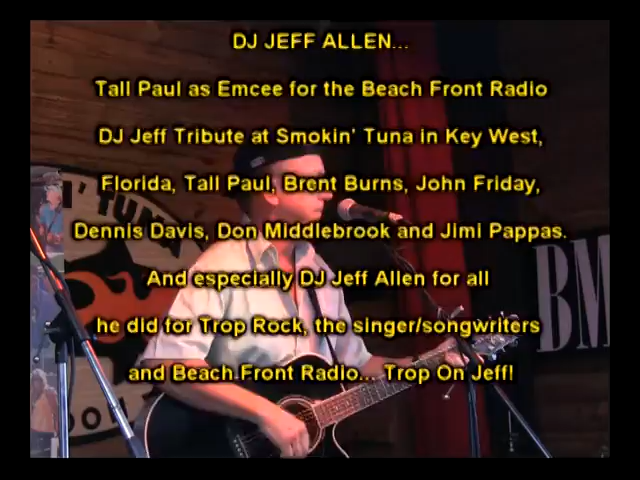 DJ JEFF ALLEN...
Tall Paul as Emcee for the Beach Front Radio
DJ Jeff Tribute at Smokin' Tuna in Key West,
Florida, Tall Paul, Brent Burns, John Friday,
Dennis Davis, Don Middlebrook and Jimi Pappas.
And especially DJ Jeff Allen for all
he did for Trop Rock, the singer/songwriters
and Beach Front Radio... Trop On Jeff!
TUNA
BM